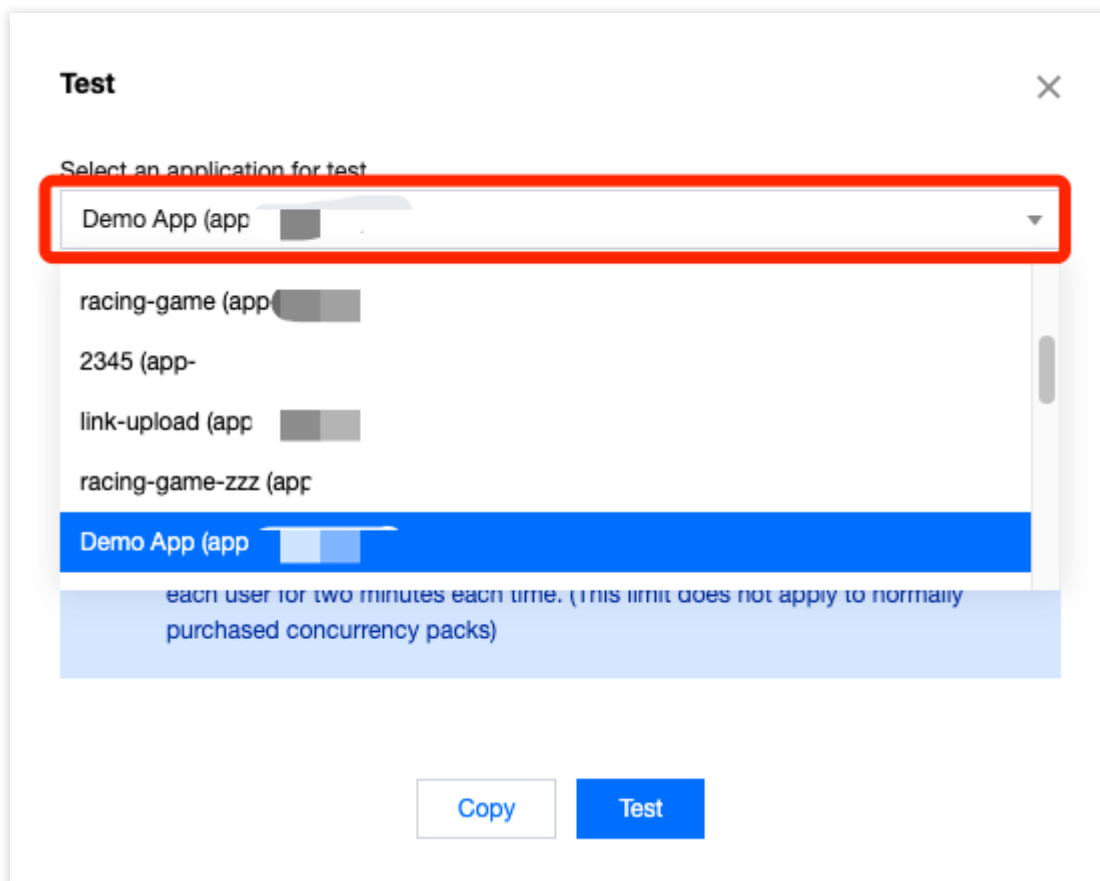 Test
Select an application for test
Demo App (app
racing-game (app
2345 (app-
link-upload (app
racing-game-zzz (app
Demo App (app
each user for two minutes each time. (This limit does not apply to normally
purchased concurrency packs)
Copy
Test